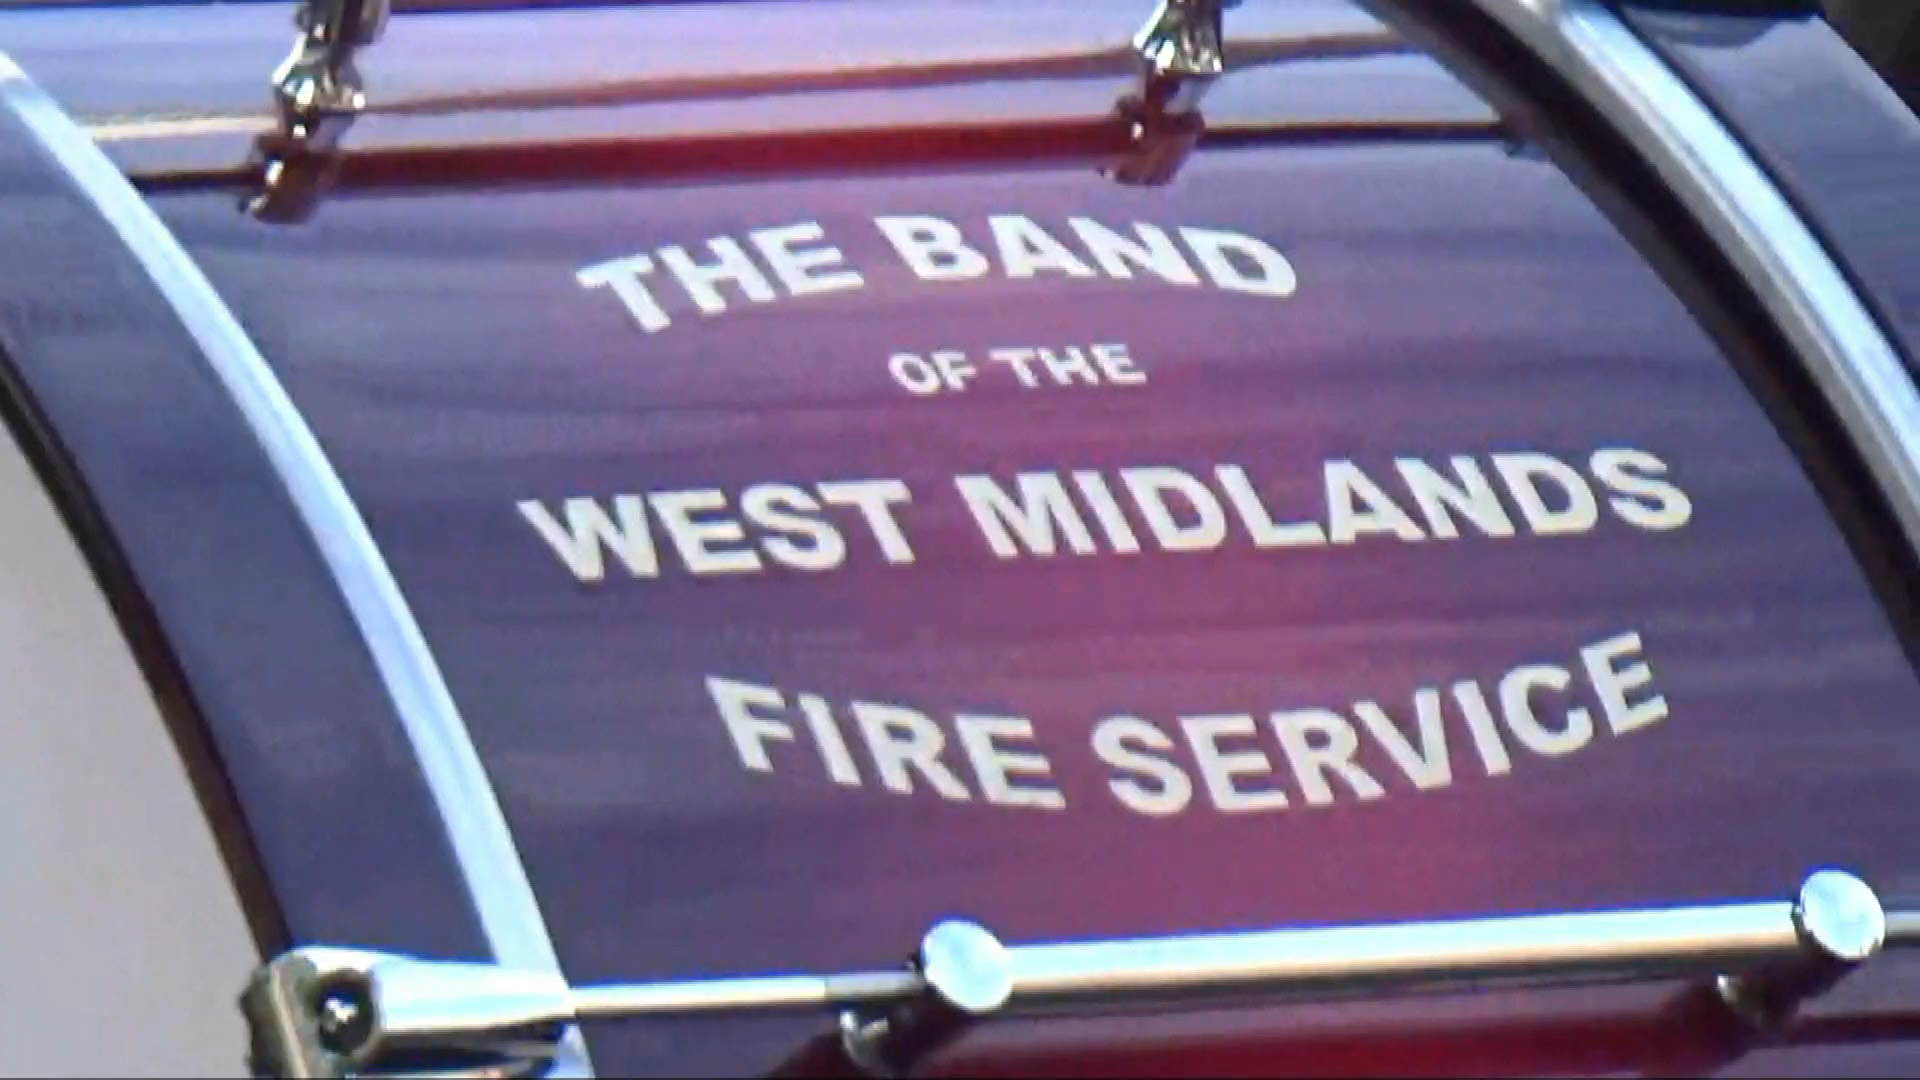 THE BAND
OF THE
WEST MIDLANDS
FIRE SERVICE